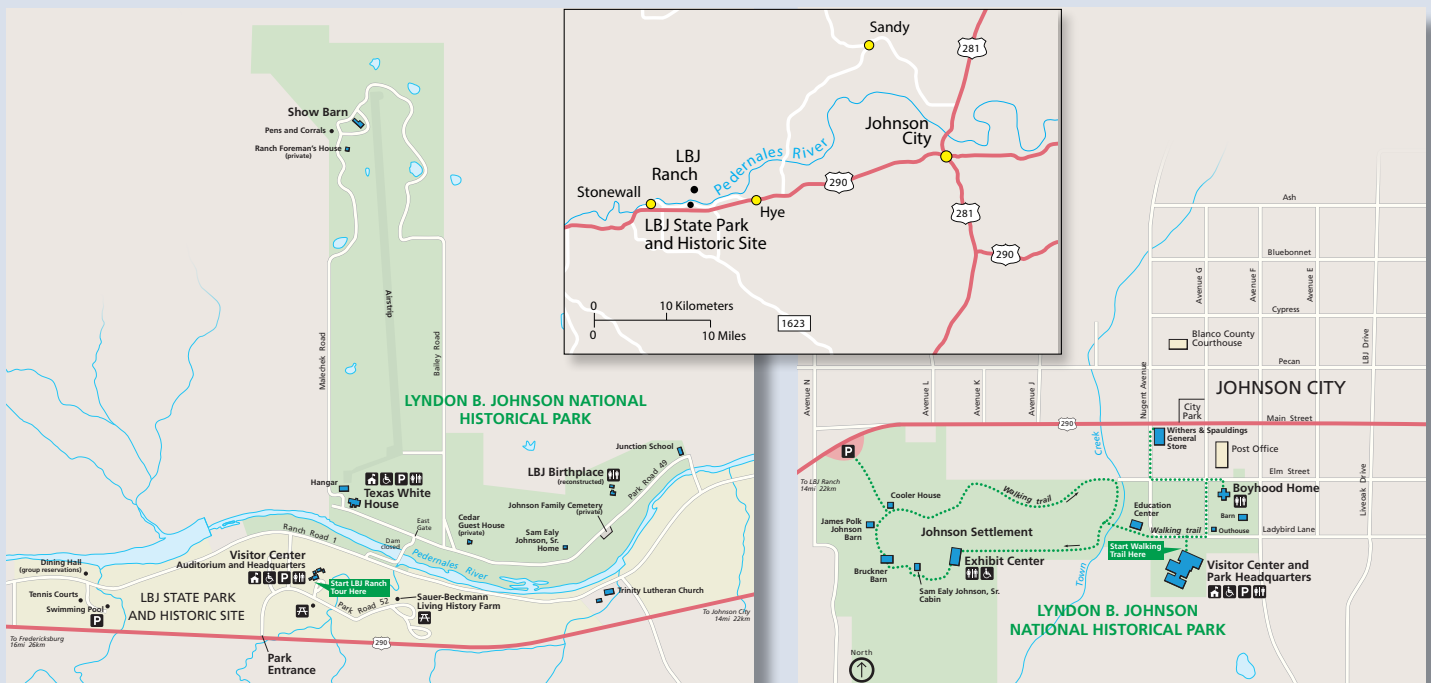 Show Barn
Pens and Corrals
Ranch Foreman's House
(private)
Airstrip
Malechek Road
Bailey Road
LYNDON B. JOHNSON NATIONAL
HISTORICAL PARK
Junction School
LBJ Birthplace
(reconstructed)
Park Road 49
Hangar
P
Texas White
House
Johnson Family Cemetery
(private)
East
Gate
Cedar
Guest House
(private)
Sam Ealy
Johnson, Sr.
Home
Ranch Road 1
Dam
closed
Pedernales River
Visitor Center
Auditorium and Headquarters
P
Start LBJ Ranch
Tour Here
Dining Hall
(group reservations)
Tennis Courts
Swimming Pool
P
LBJ STATE PARK
AND HISTORIC SITE
Park Road 52
Sauer-Beckmann
Living History Farm
Trinity Lutheran Church
To Johnson City
14mi 22km
To Fredericksburg
16mi 26km
290
Park
Entrance
Sandy
281
Johnson
City
Pedernales River
LBJ
Ranch
290
Stonewall
Hye
281
LBJ State Park
and Historic Site
290
0
10 Kilometers
0
10 Miles
1623
Ash
Bluebonnet
Avenue G
Avenue F
Avenue E
Cypress
Blanco County
Courthouse
LBJ Drive
Pecan
Avenue N
Avenue L
Avenue K
Avenue J
Nugent Avenue
JOHNSON CITY
City
Park
Main Street
290
Withers & Spauldings
General
Store
Post Office
P
Creek
Elm Street
To LBJ Ranch
14mi 22km
Cooler House
Walking trail
Boyhood Home
Liveoak Drive
Education
Center
Barn
James Polk
Johnson
Barn
Johnson Settlement
Walking trail
Outhouse
Ladybird Lane
Start Walking
Trail Here
Exhibit Center
Visitor Center and
Park Headquarters
P
Bruckner
Barn
Town
Sam Ealy Johnson, Sr.
Cabin
LYNDON B. JOHNSON
NATIONAL HISTORICAL PARK
North